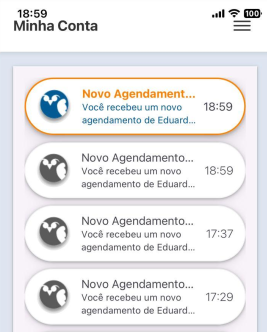 18:59
100
Minha Conta
Novo Agendament...
Você recebeu um novo
agendamento de Eduard...
18:59
Novo Agendamento...
Você recebeu um novo
agendamento de Eduard...
18:59
Novo Agendamento...
Você recebeu um novo
agendamento de Eduard...
17:37
Novo Agendamento...
Você recebeu um novo
agendamento de Eduard...
17:29